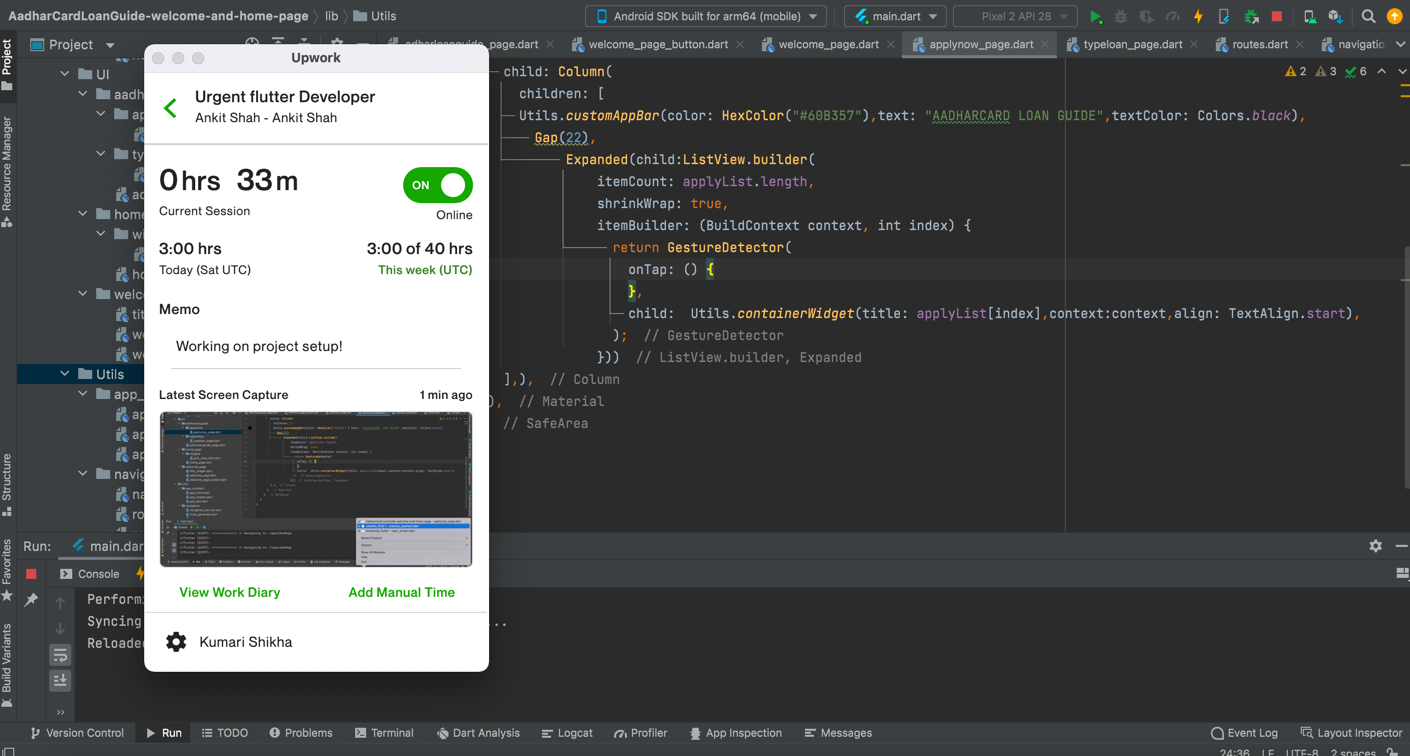 AadharCardLoanGuide-welcome-and-home-page
lib
Utils
Android SDK built for arm64 (mobile)
main.dart
Pixel 2 API 28
Project
page.dart
welcome_page_button.dart
welcome_page.dart
applynow_page.dart
typeloan_page.dart
routes.dart
navigatio
Project
Resource Manager
Structure
Favorites
Build Variants
UI
aadh
ap
ty
ac
home
wi
ho
welco
tit
we
we
Utils
app_
ap
ap
ap
navig
na
ro
Upwork
Urgent flutter Developer
Ankit Shah - Ankit Shah
0 hrs 33 m
ON
Current Session
Online
3:00 hrs
3:00 of 40 hrs
Today (Sat UTC)
This week (UTC)
Memo
Working on project setup!
Latest Screen Capture
1 min ago
View Work Diary
Add Manual Time
Kumari Shikha
child: Column(
children: [
Utils.customAppBar(color: HexColor("#60B357"),text: "AADHARCARD LOAN GUIDE",textColor: Colors.black),
Gap(22),
Expanded(child:ListView.builder(
itemCount: applyList.length,
shrinkWrap: true,
itemBuilder: (BuildContext context, int index) {
return GestureDetector(
onTap: () {
},
child:  Utils.containerWidget(title: applyList[index],context:context,align: TextAlign.start),
);  // GestureDetector
}))  // ListView.builder, Expanded
],),  // Column
),  // Material
// SafeArea
2
3
6
Run:
main.dar
Console
Performi
Syncing
Reloade
...
Version Control
Run
TODO
Problems
Terminal
Dart Analysis
Logcat
Profiler
App Inspection
Messages
Event Log
Layout Inspector
24:36
LF
UTF-8
2 spaces